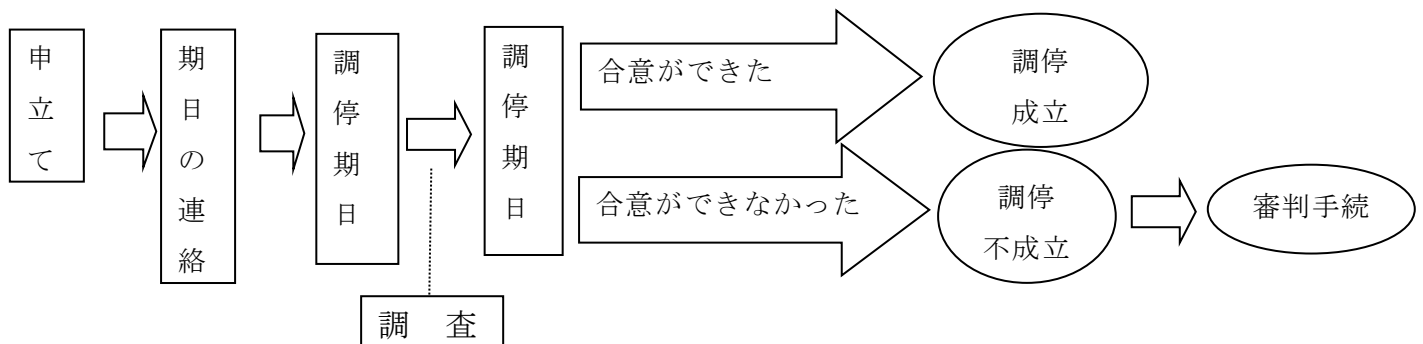 申立て
期日の連絡
調停期日
調停期日
合意ができた
調停
成立
合意ができなかった
調停
不成立
審判手続
調　査